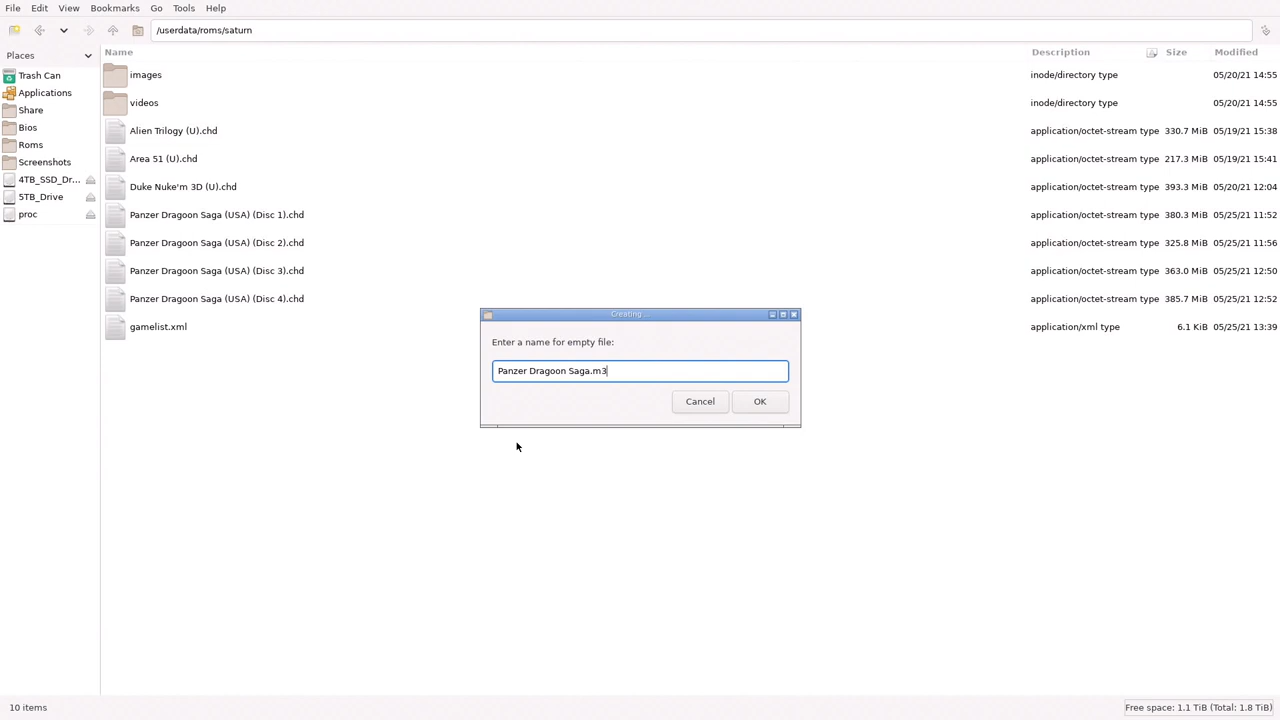 File Edit View Bookmarks Go Tools Help
/userdata/roms/saturn
Places
Name Description Size Modified
Trash Can
Applications
Share
Bios
Roms
Screenshots
4TB_SSD_Dr...
5TB_Drive
proc
images inode/directory type 05/20/21 14:55
videos inode/directory type 05/20/21 14:55
Alien Trilogy (U).chd application/octet-stream type 330.7 MiB 05/19/21 15:38
Area 51 (U).chd application/octet-stream type 217.3 MiB 05/19/21 15:41
Duke Nuke'm 3D (U).chd application/octet-stream type 393.3 MiB 05/20/21 12:04
Panzer Dragoon Saga (USA) (Disc 1).chd application/octet-stream type 380.3 MiB 05/25/21 11:52
Panzer Dragoon Saga (USA) (Disc 2).chd application/octet-stream type 325.8 MiB 05/25/21 11:56
Panzer Dragoon Saga (USA) (Disc 3).chd application/octet-stream type 363.0 MiB 05/25/21 12:50
Panzer Dragoon Saga (USA) (Disc 4).chd application/octet-stream type 385.7 MiB 05/25/21 12:52
gamelist.xml application/xml type 6.1 KiB 05/25/21 13:39
Creating ...
Enter a name for empty file:
Panzer Dragoon Saga.m3
Cancel OK
10 items Free space: 1.1 TiB (Total: 1.8 TiB)